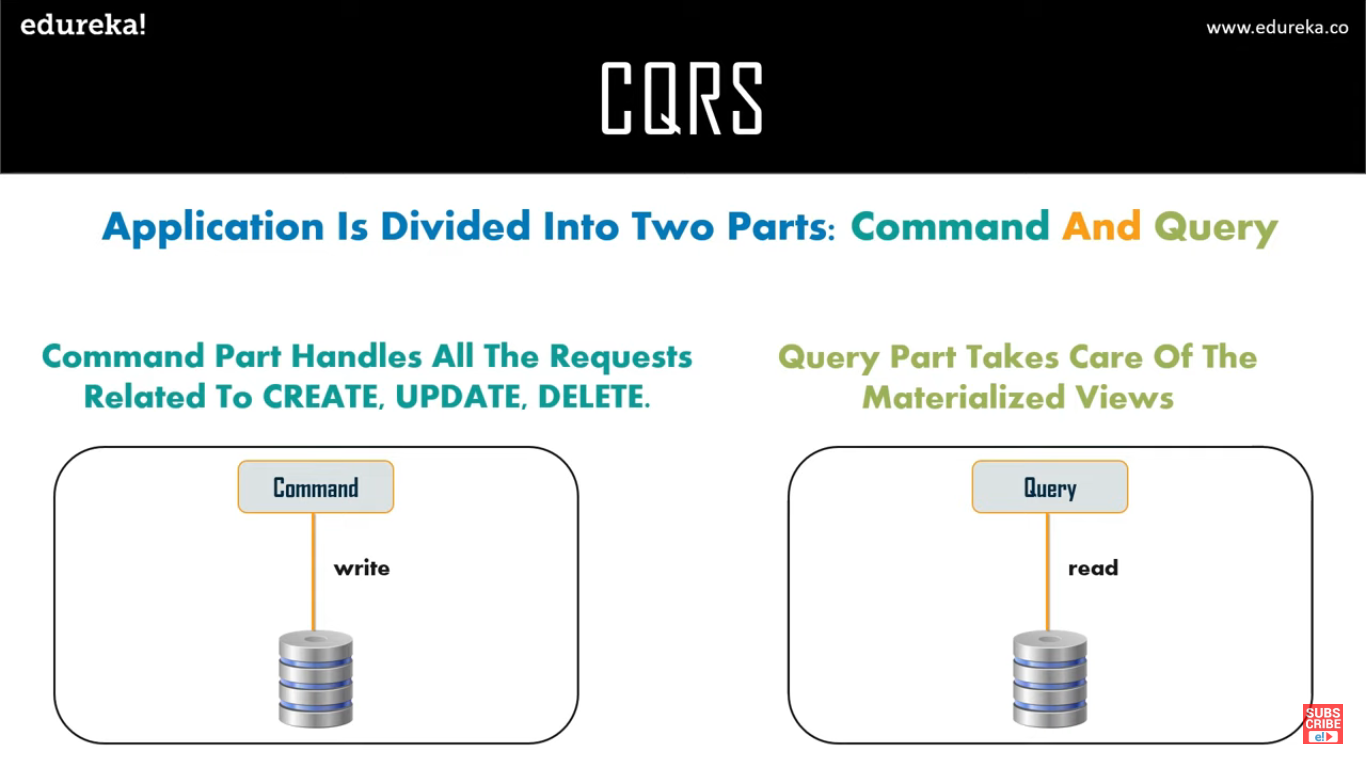 edureka!
www.edureka.co
CQRS
Application Is Divided Into Two Parts: Command And Query
Command Part Handles All The Requests
Related To CREATE, UPDATE, DELETE.
Query Part Takes Care Of The
Materialized Views
Command
write
Query
read
SUBS
CRIBE
e!